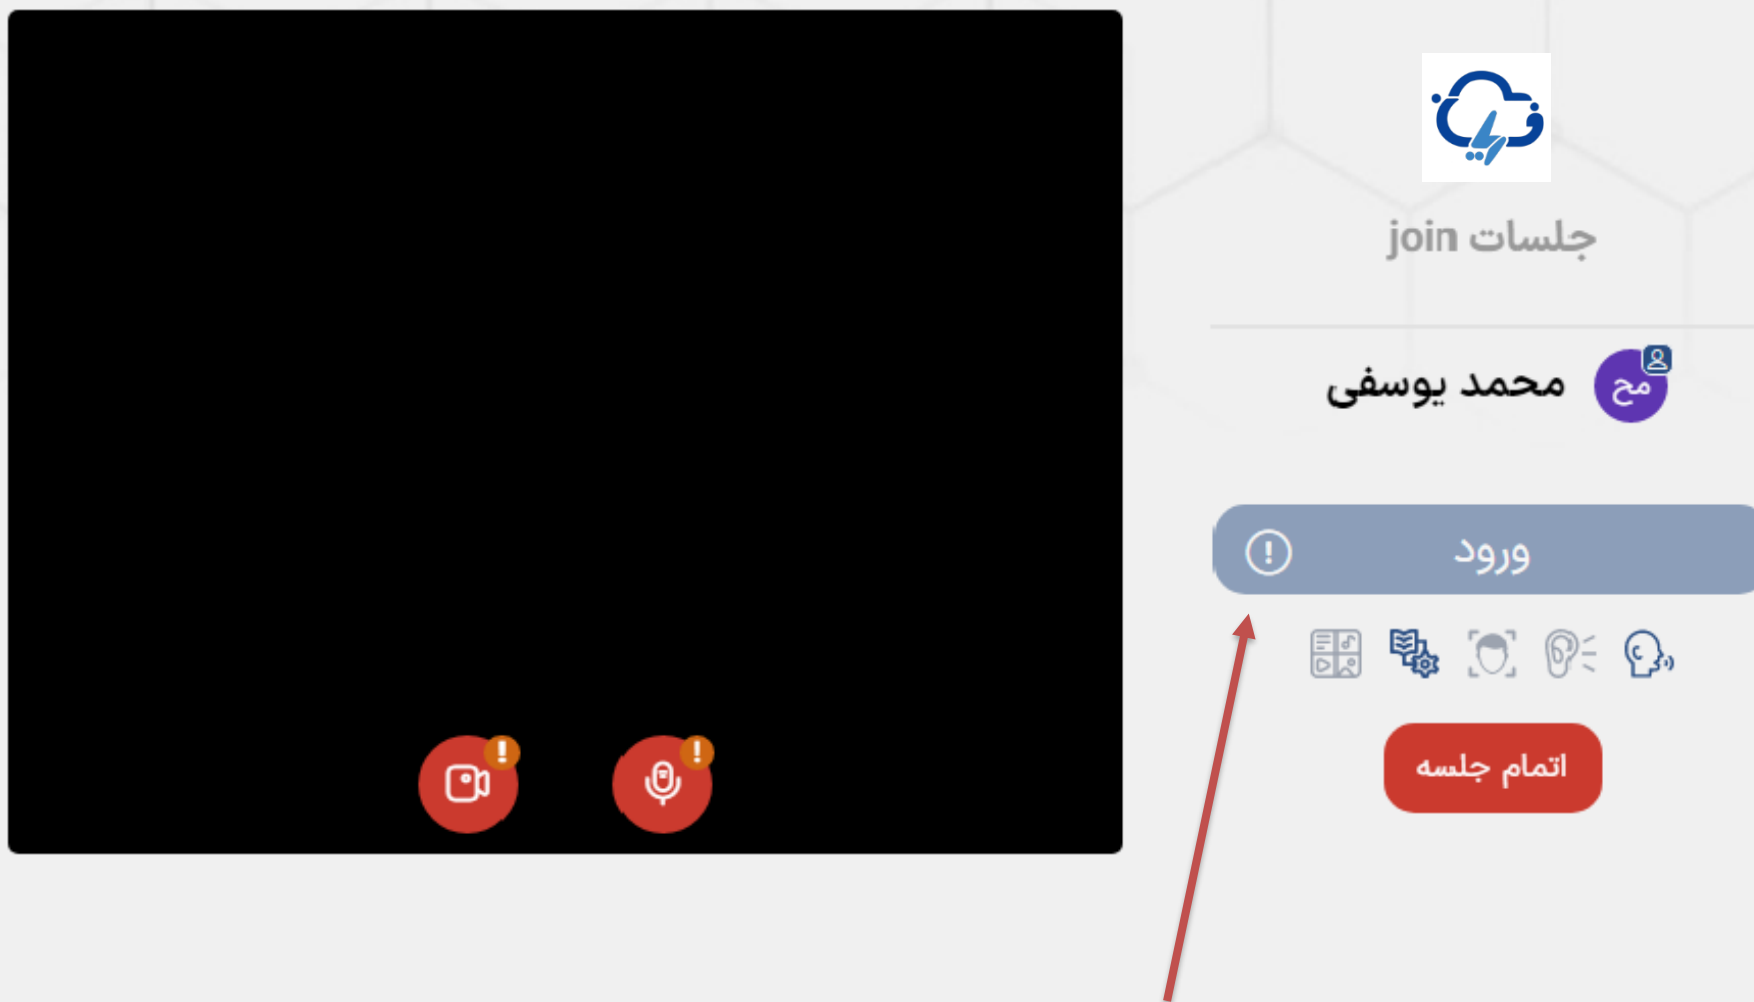 جلسات join
محمد یوسفی
مح
ورود
اتمام جلسه